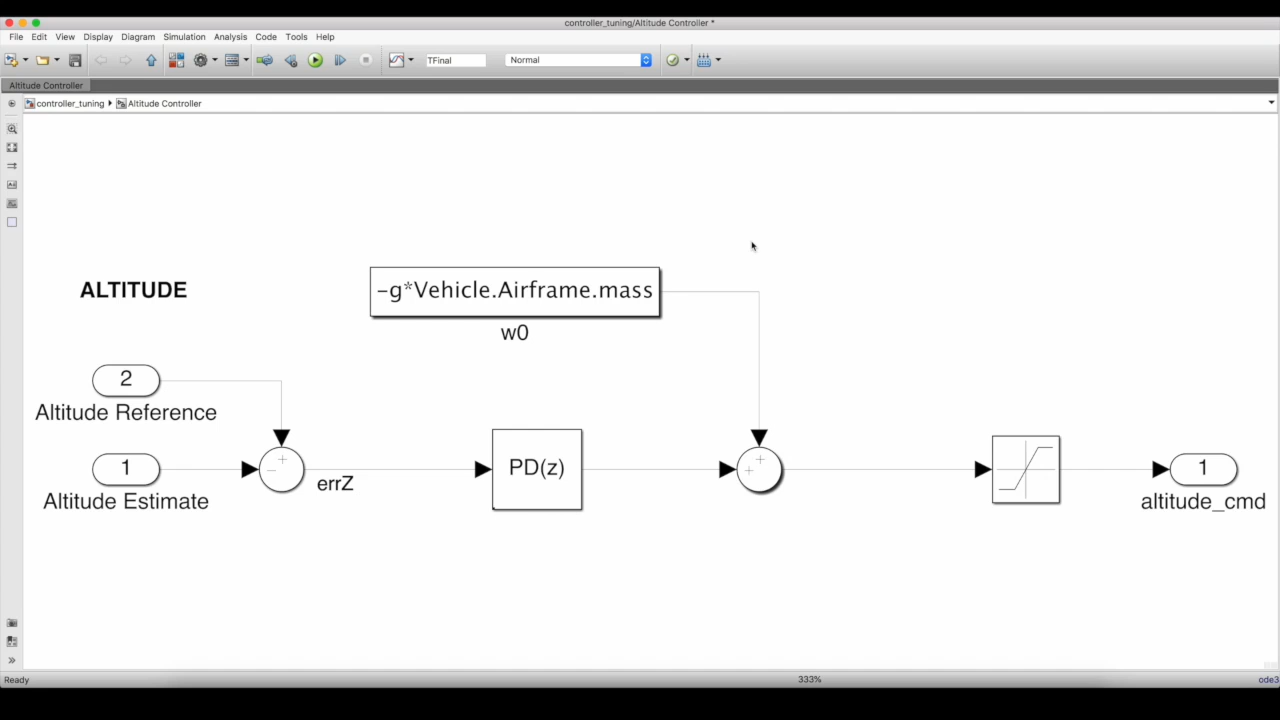 controller_tuning/Altitude Controller *
File Edit View Display Diagram Simulation Analysis Code Tools Help
TFinal Normal
Altitude Controller
controller_tuning Altitude Controller
ALTITUDE
-g*Vehicle.Airframe.mass
w0
2
Altitude Reference
1
Altitude Estimate
errZ
PD(z)
1
altitude_cmd
Ready 333% ode3